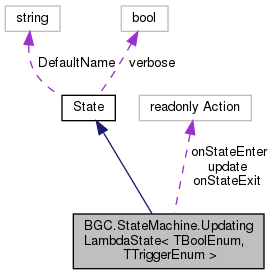 string
bool
DefaultName
verbose
State
readonly Action
onStateEnter
update
onStateExit
BGC.StateMachine.Updating
LambdaState< TBoolEnum,
TTriggerEnum >